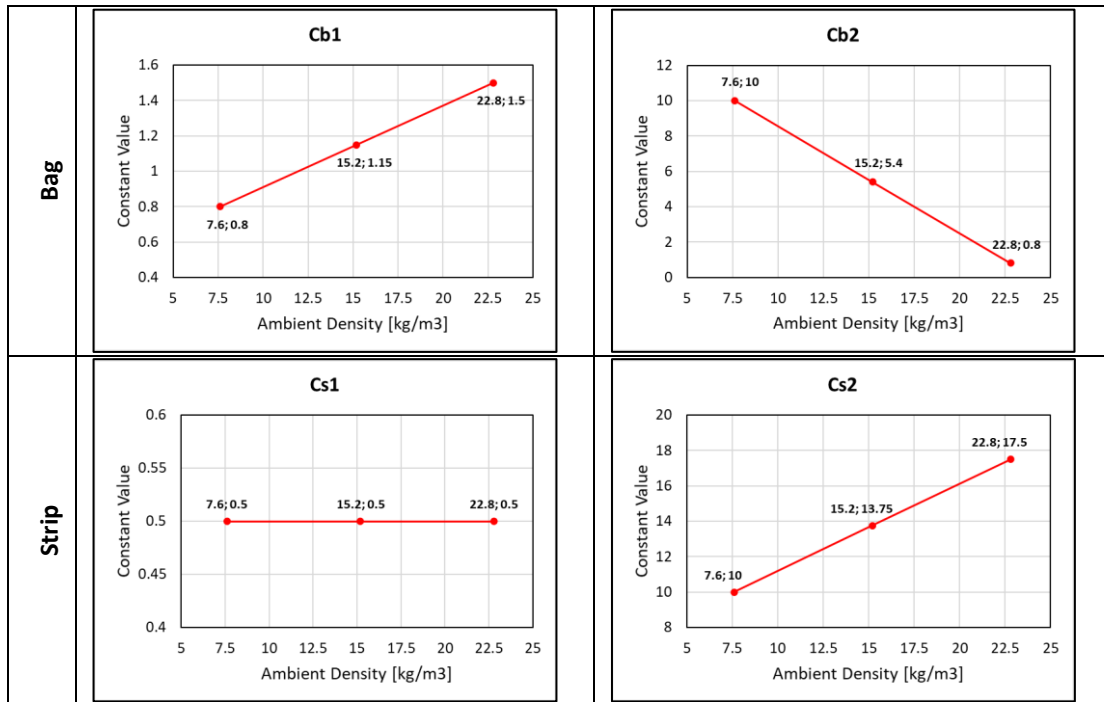 Bag
Cb1
Constant Value
1.6
1.4
1.2
1
0.8
0.6
0.4
22.8; 1.5
15.2; 1.15
7.6; 0.8
5 7.5 10 12.5 15 17.5 20 22.5 25
Ambient Density [kg/m3]
Cb2
Constant Value
12
10
8
6
4
2
0
7.6; 10
15.2; 5.4
22.8; 0.8
5 7.5 10 12.5 15 17.5 20 22.5 25
Ambient Density [kg/m3]
Strip
Cs1
Constant Value
0.6
0.55
0.5
0.45
0.4
7.6; 0.5 15.2; 0.5 22.8; 0.5
5 7.5 10 12.5 15 17.5 20 22.5 25
Ambient Density [kg/m3]
Cs2
Constant Value
20
18
16
14
12
10
8
22.8; 17.5
15.2; 13.75
7.6; 10
5 7.5 10 12.5 15 17.5 20 22.5 25
Ambient Density [kg/m3]